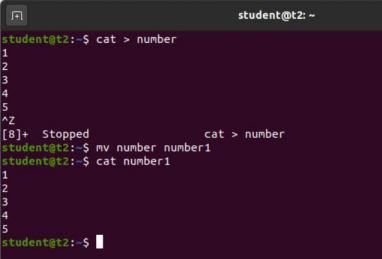 student@t2: ~
student@t2:~$ cat > number
1
2
3
4
5
^Z
[8]+  Stopped                 cat > number
student@t2:~$ mv number number1
student@t2:~$ cat number1
1
2
3
4
5
student@t2:~$